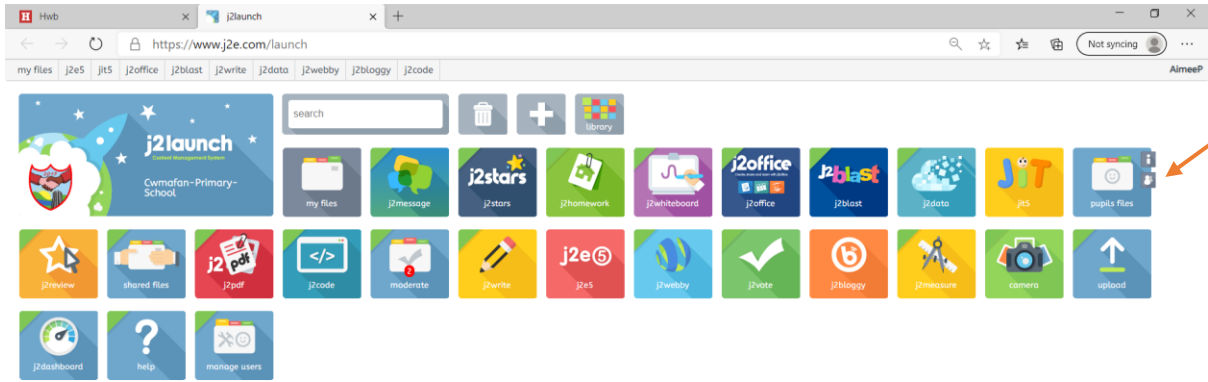 Hwb
j2launch
https://www.j2e.com/launch
Not syncing
my files j2e5 jit5 j2office j2blast j2write j2data j2webby j2bloggy j2code
AimeeP
j2launch
Content Management System
Cwmafan-Primary-
School
search
library
my files
j2message
j2stars
j2stars
j2homework
j2whiteboard
j2office
j2office
j2blast
j2blast
j2data
JiT
jit5
pupils files
j2review
shared files
j2 pdf
j2pdf
</>
j2code
2
moderate
j2write
j2e5
j2e5
j2webby
j2vote
j2bloggy
j2measure
camera
upload
j2dashboard
?
help
manage users